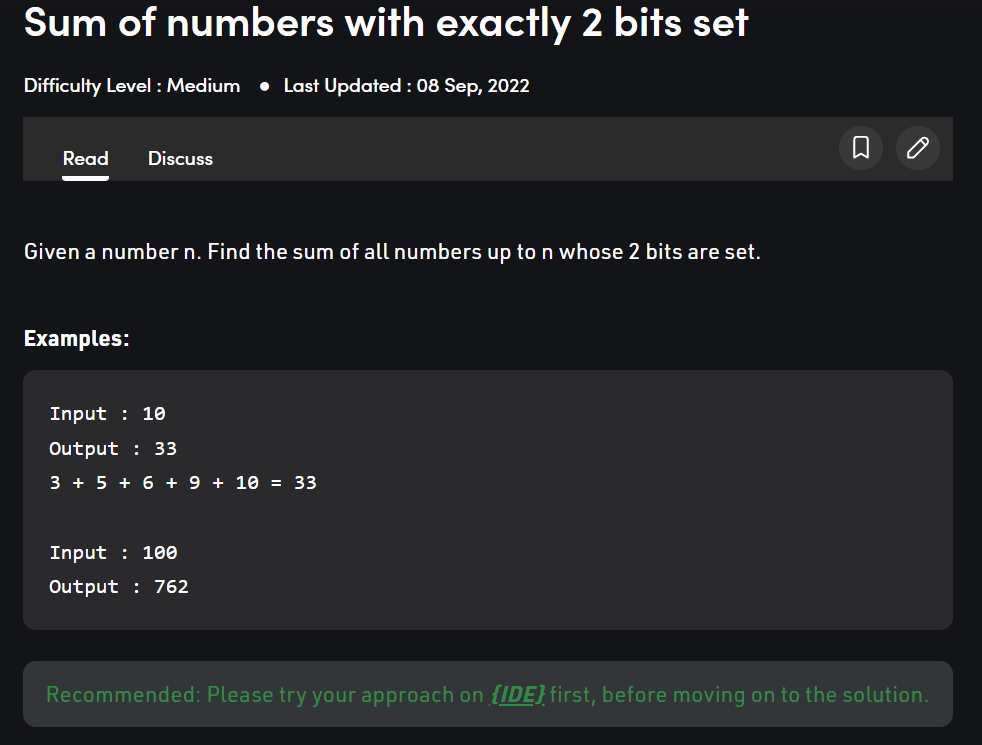 Sum of numbers with exactly 2 bits set
Difficulty Level : Medium ● Last Updated : 08 Sep, 2022
Read Discuss
Given a number n. Find the sum of all numbers up to n whose 2 bits are set.
Examples:
Input : 10
Output : 33
3 + 5 + 6 + 9 + 10 = 33
Input : 100
Output : 762
Recommended: Please try your approach on {IDE} first, before moving on to the solution.